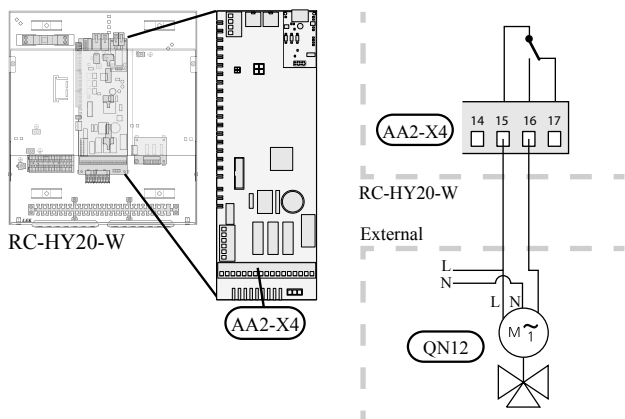 RC-HY20-W
AA2-X4
AA2-X4
14 15 16 17
RC-HY20-W
External
L
N
L N
M ~
1
QN12